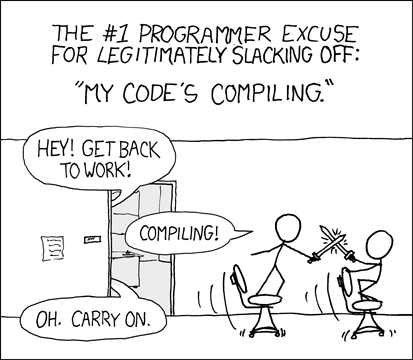 THE #1 PROGRAMMER EXCUSE
FOR LEGITIMATELY SLACKING OFF:
"MY CODE'S COMPILING."
HEY! GET BACK
TO WORK!
COMPILING!
OH. CARRY ON.